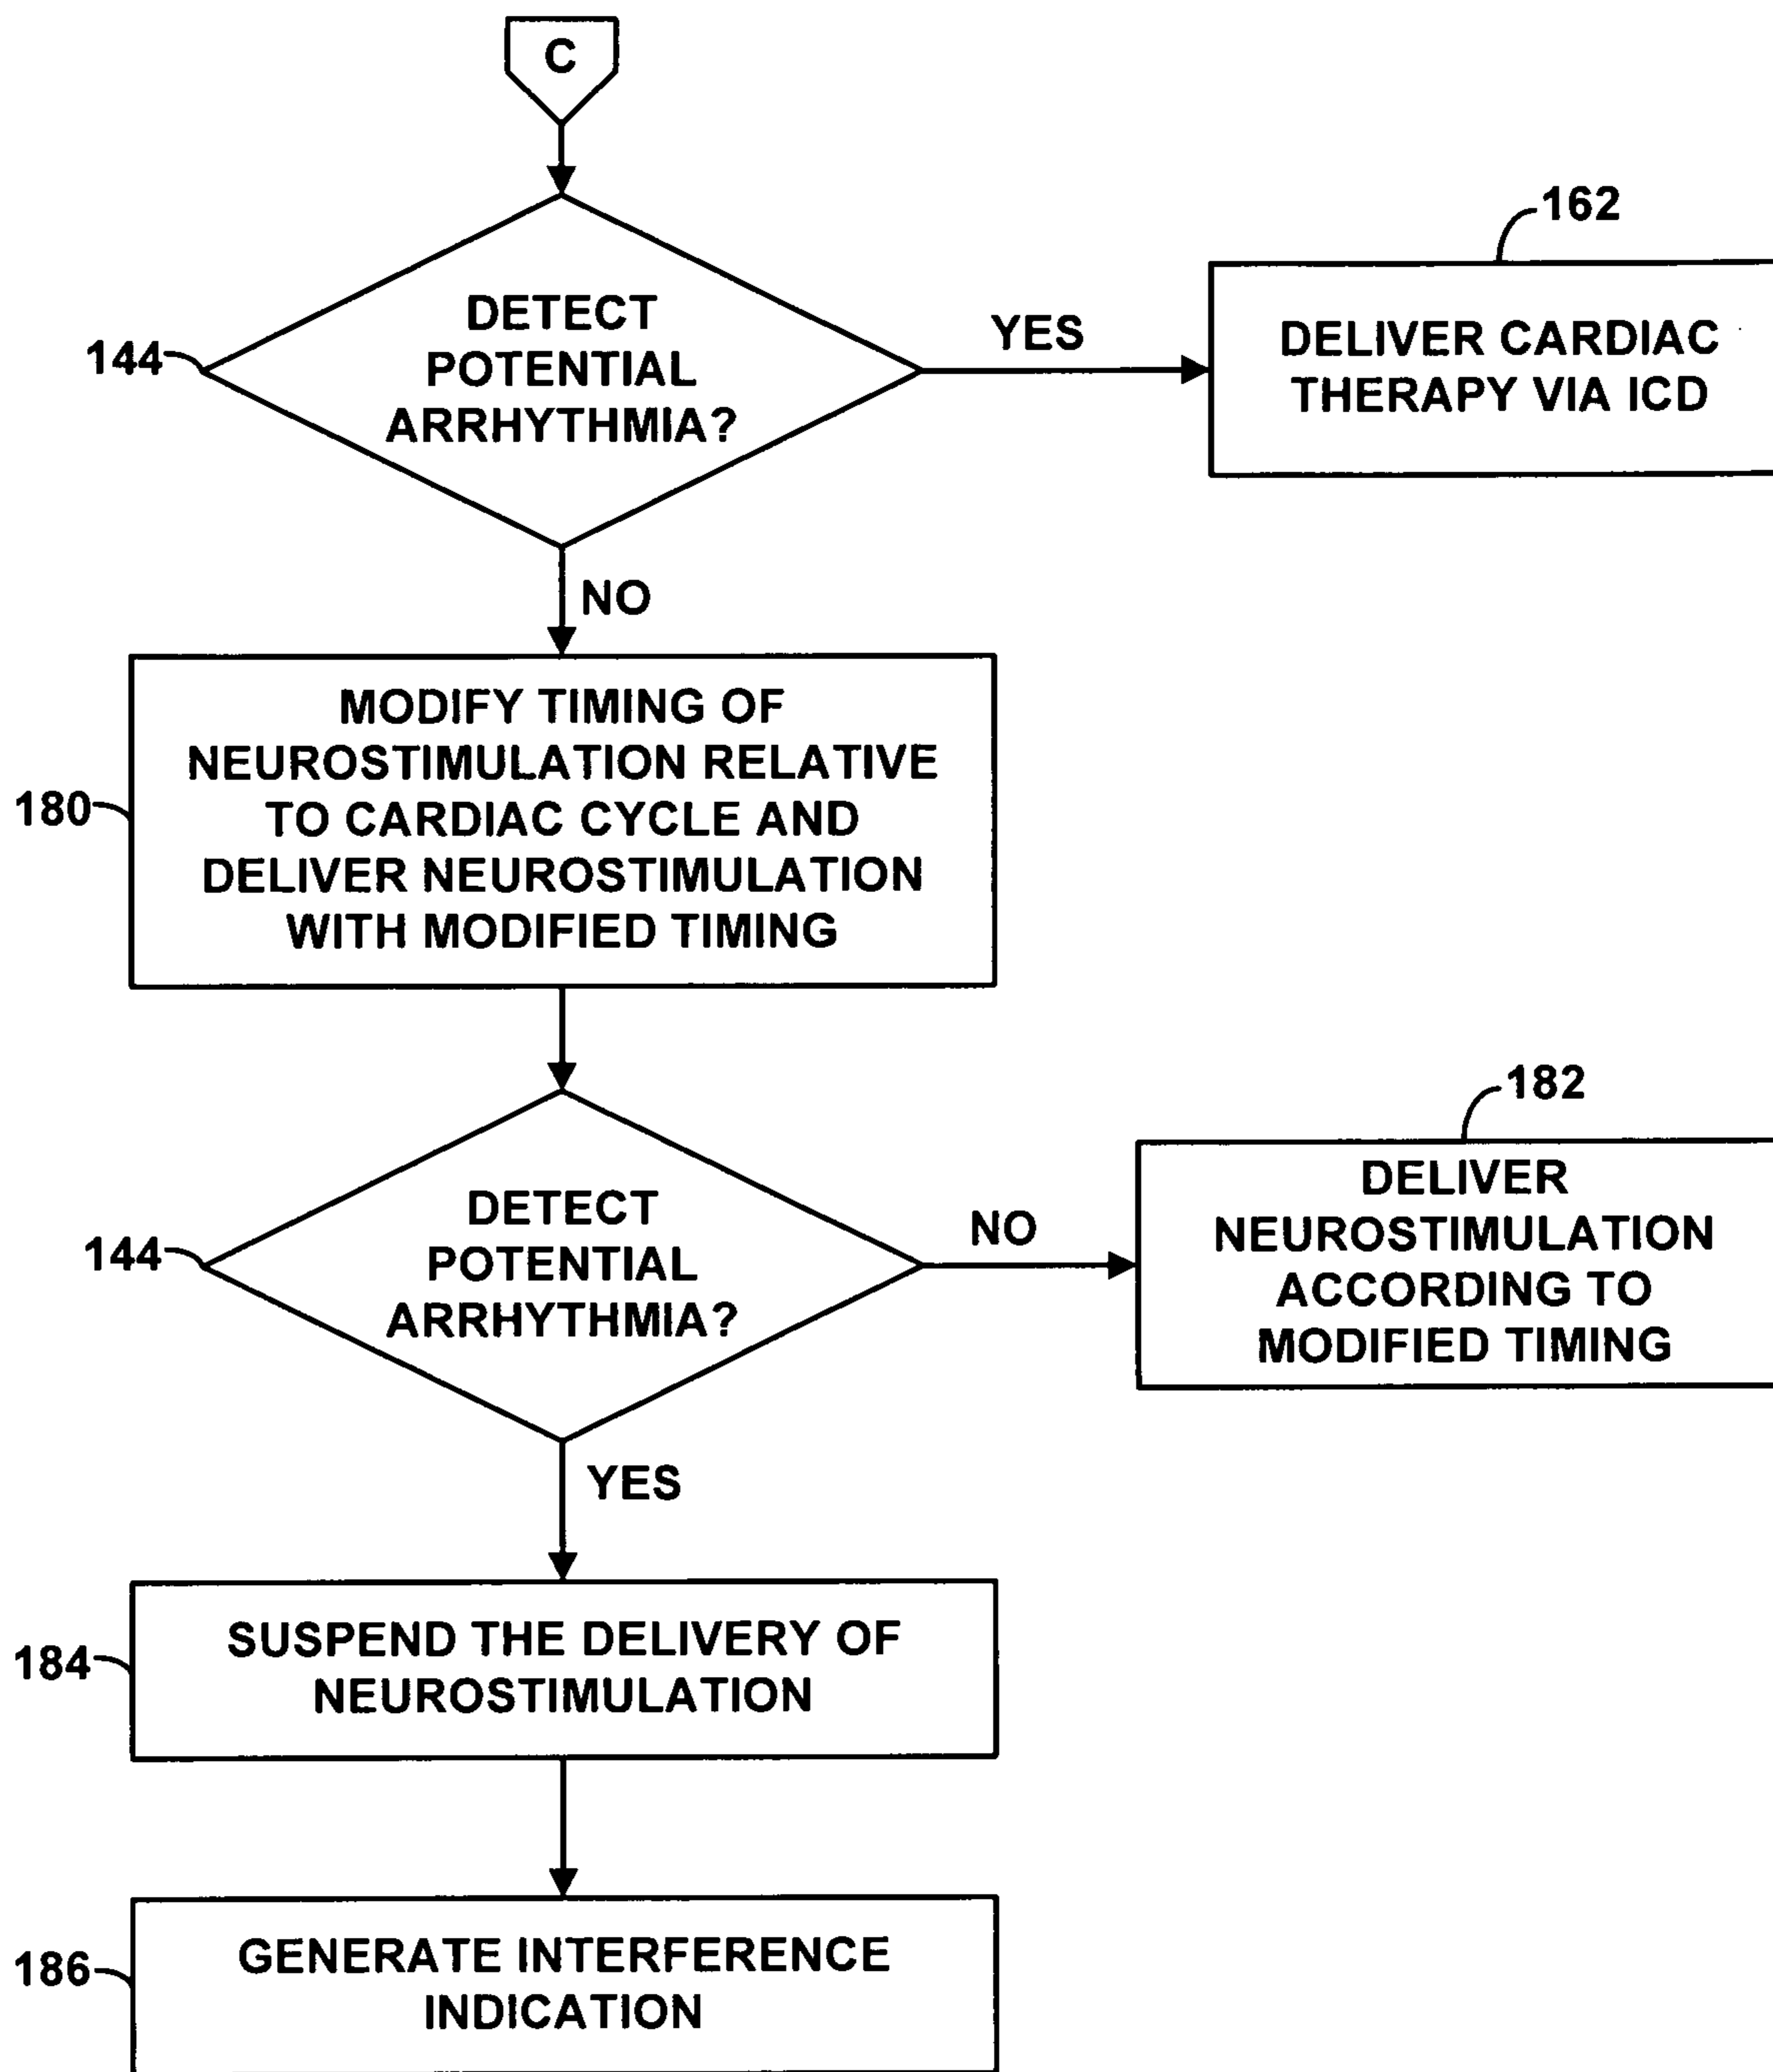 C
162
DETECT
POTENTIAL
ARRHYTHMIA?
144
YES
DELIVER CARDIAC
THERAPY VIA ICD
NO
MODIFY TIMING OF
NEUROSTIMULATION RELATIVE
TO CARDIAC CYCLE AND
DELIVER NEUROSTIMULATION
WITH MODIFIED TIMING
180
182
DETECT
POTENTIAL
ARRHYTHMIA?
144
NO
DELIVER
NEUROSTIMULATION
ACCORDING TO
MODIFIED TIMING
YES
SUSPEND THE DELIVERY OF
NEUROSTIMULATION
184
GENERATE INTERFERENCE
INDICATION
186